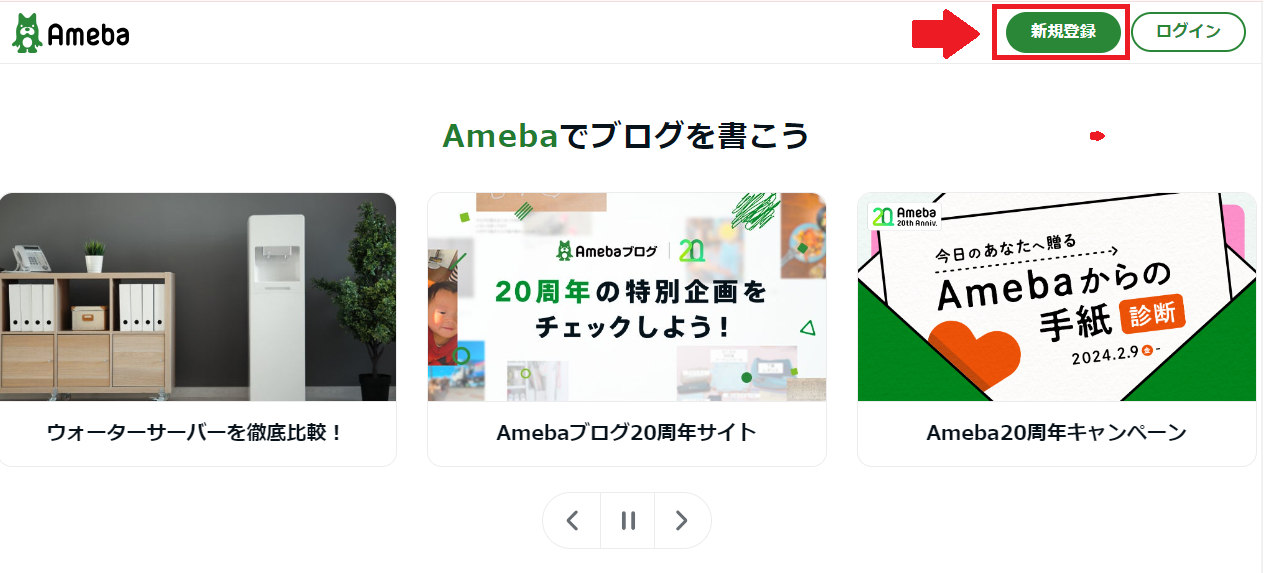 Ameba
新規登録
ログイン
Amebaでブログを書こう
Amebaブログ 20
20周年の特別企画を
チェックしよう！
20 Ameba
20th Anniv.
今日のあなたへ贈る
Amebaからの
手紙 診断
2024.2.9 金 -
ウォーターサーバーを徹底比較！
Amebaブログ20周年サイト
Ameba20周年キャンペーン